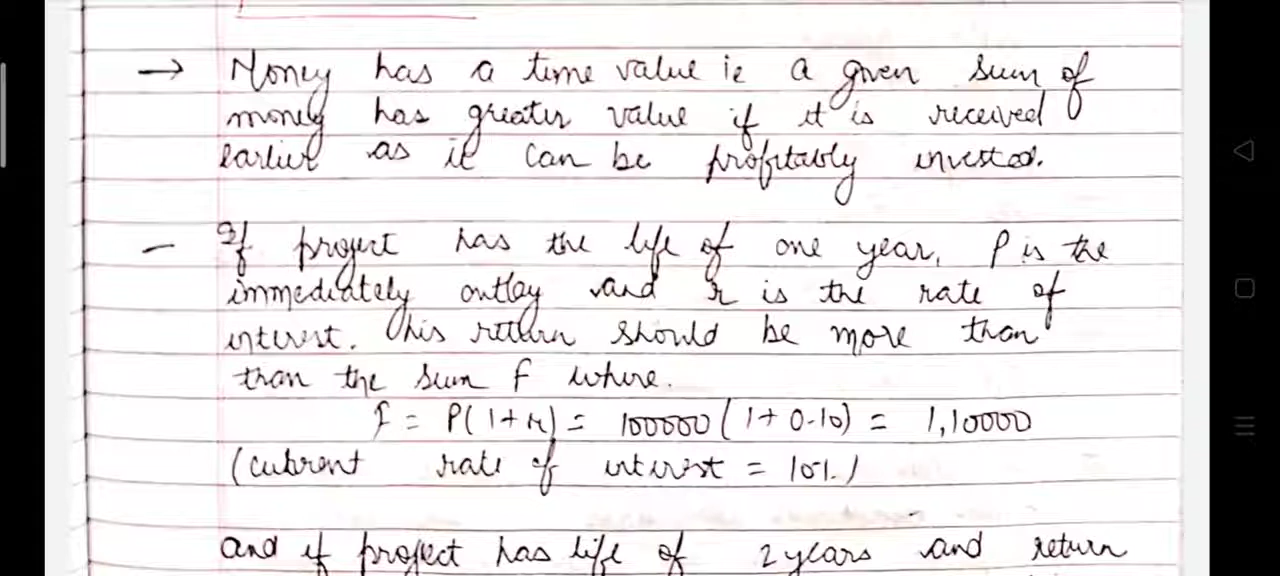 → Money has a time value ie a given sum of
money has greater value if it is received
earlier as it can be profitably invested.
- If project has the life of one year, P is the
immediately outlay and r is the rate of
interest. This return should be more than
than the sum f where.
f = P(1+r) = 100000 (1+0.10) = 1,10000
(current rate of interest = 10%)
and if project has life of 2 years and return